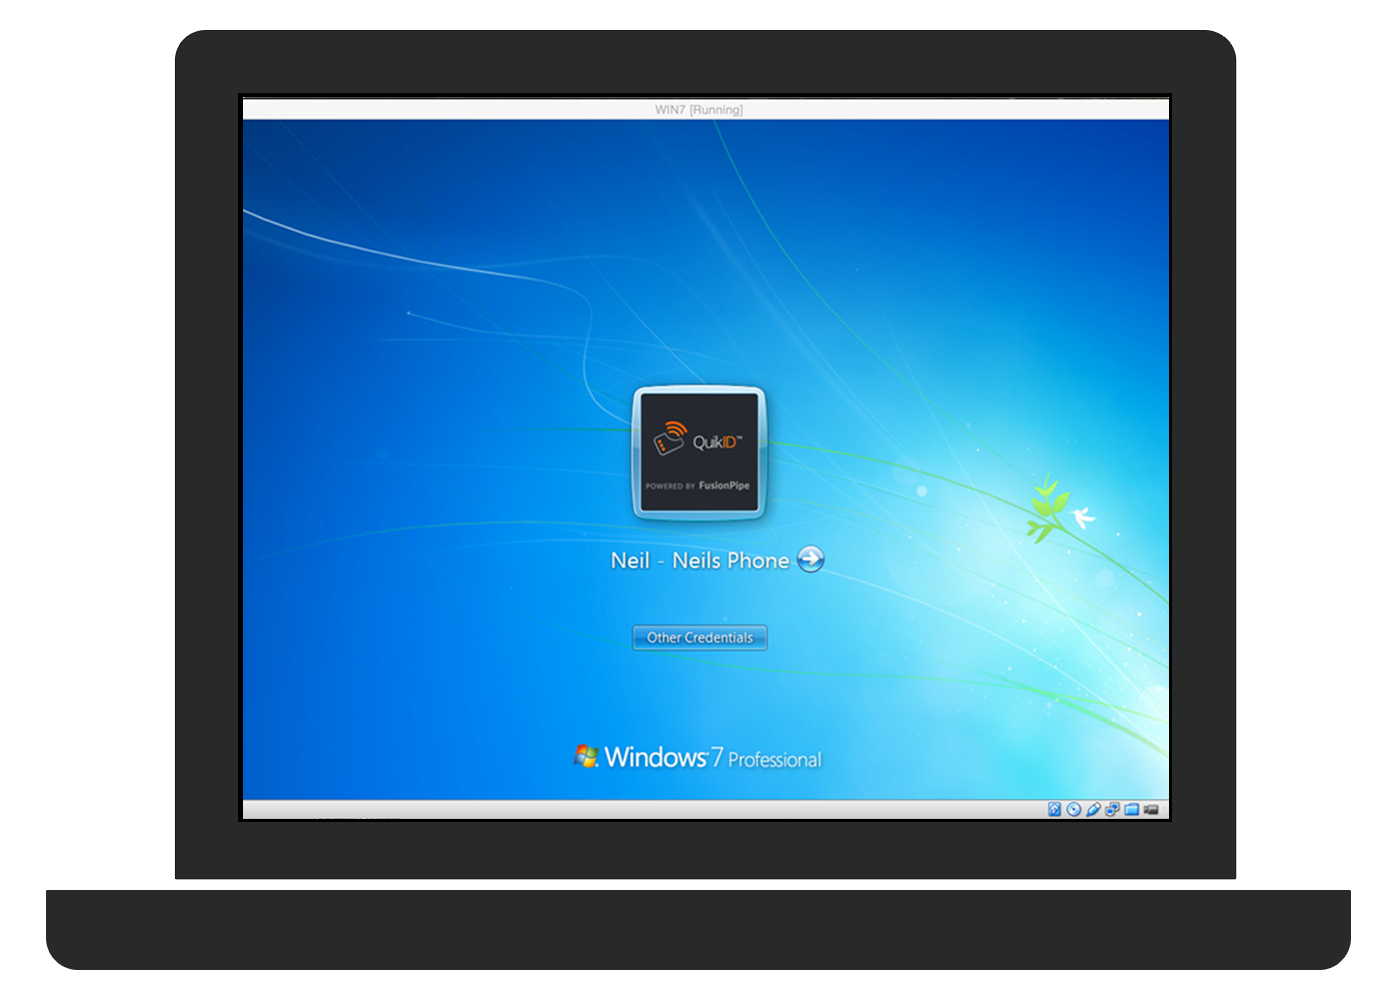 WIN7 [Running]
QuikID™
POWERED BY FusionPipe
Neil - Neils Phone
Other Credentials
Windows 7 Professional